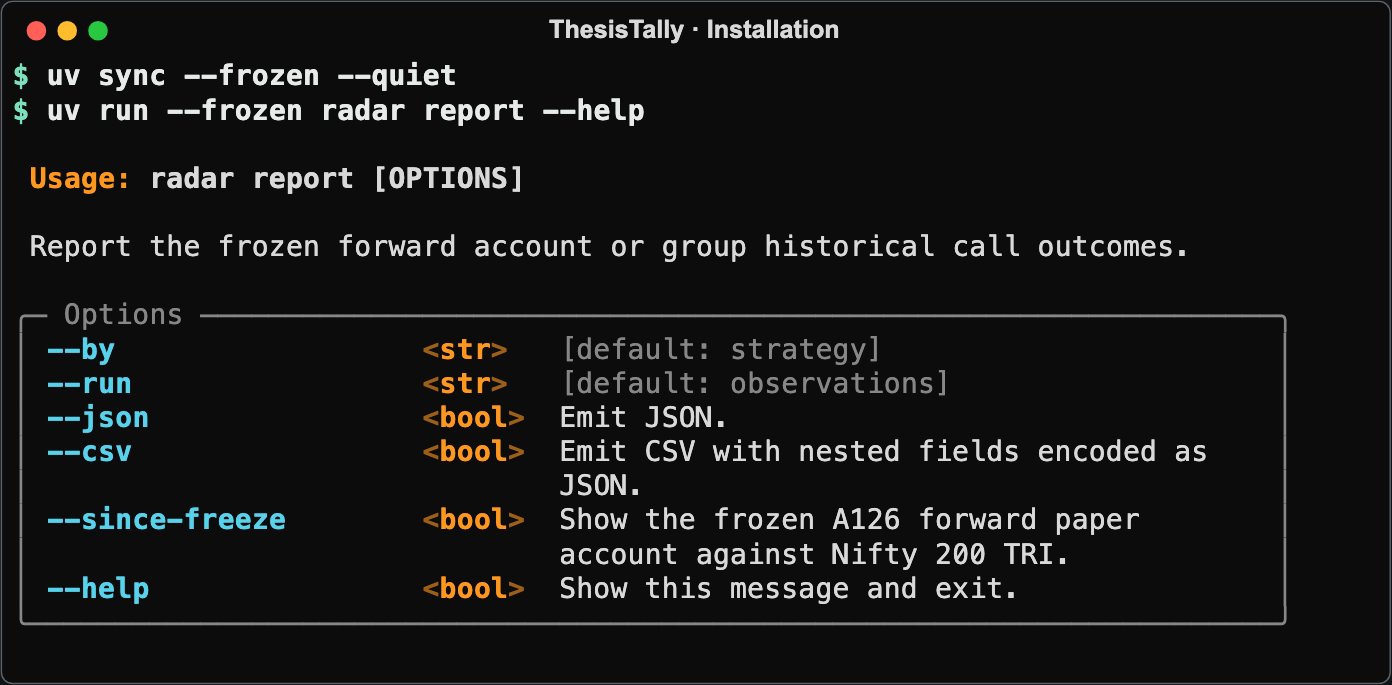 ThesisTally · Installation
$ uv sync --frozen --quiet
$ uv run --frozen radar report --help
Usage: radar report [OPTIONS]
Report the frozen forward account or group historical call outcomes.
Options
--by <str> [default: strategy]
--run <str> [default: observations]
--json <bool> Emit JSON.
--csv <bool> Emit CSV with nested fields encoded as
JSON.
--since-freeze <bool> Show the frozen A126 forward paper
account against Nifty 200 TRI.
--help <bool> Show this message and exit.